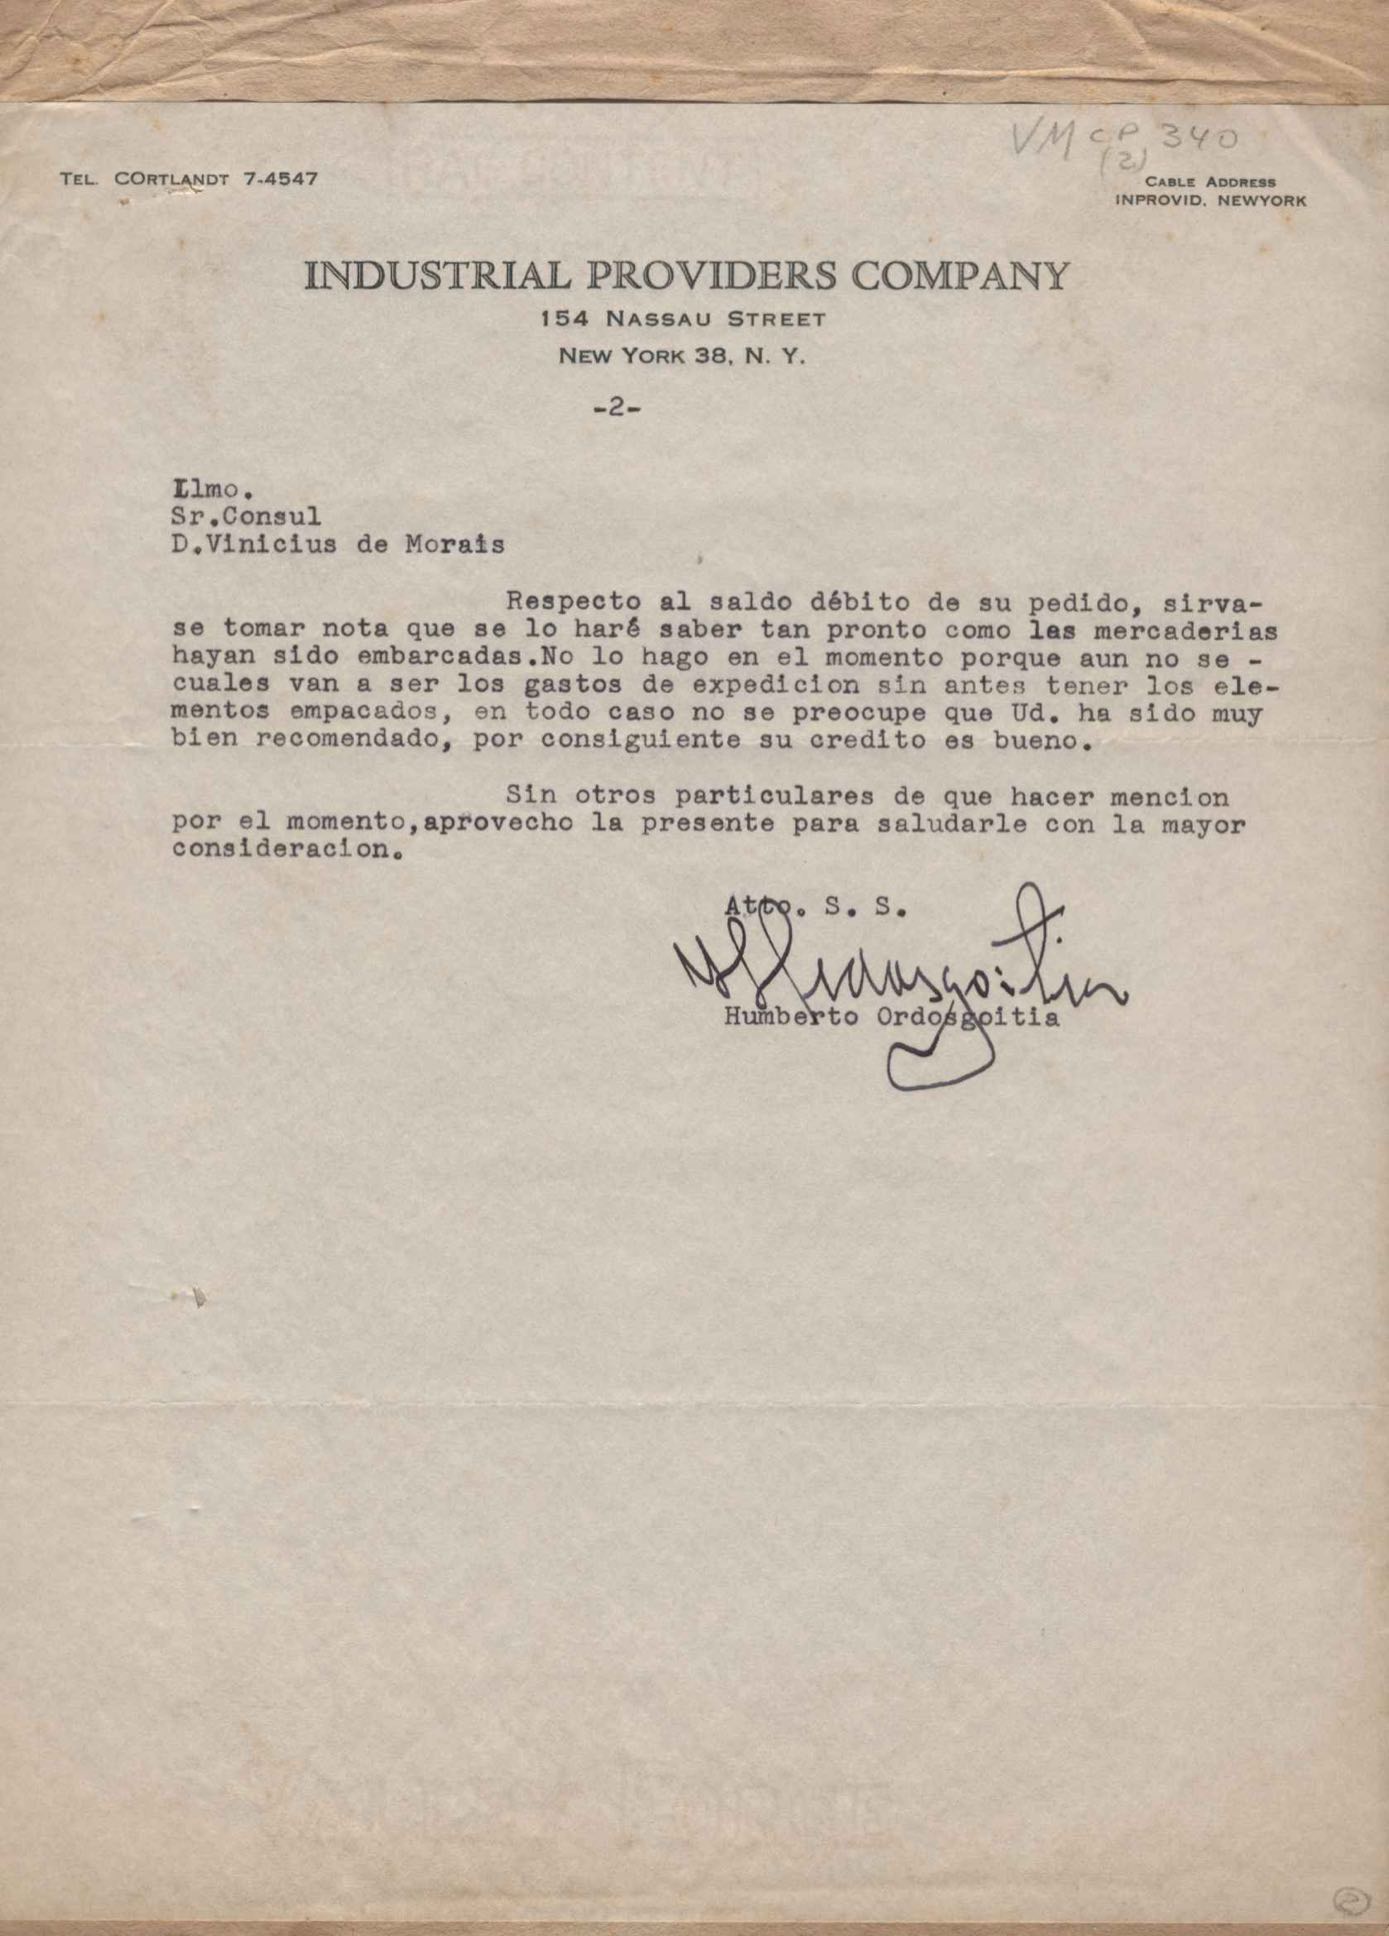 VM CP 340
(2)
TEL. CORTLANDT 7-4547
CABLE ADDRESS
INPROVID, NEWYORK
INDUSTRIAL PROVIDERS COMPANY
154 NASSAU STREET
NEW YORK 38, N. Y.
-2-
Ilmo.
Sr.Consul
D.Vinicius de Morais
Respecto al saldo débito de su pedido, sirva-
se tomar nota que se lo haré saber tan pronto como las mercaderias
hayan sido embarcadas.No lo hago en el momento porque aun no se -
cuales van a ser los gastos de expedicion sin antes tener los ele-
mentos empacados, en todo caso no se preocupe que Ud. ha sido muy
bien recomendado, por consiguiente su credito es bueno.
Sin otros particulares de que hacer mencion
por el momento,aprovecho la presente para saludarle con la mayor
consideracion.
Atto. S. S.
Humberto Ordosgoitia
2